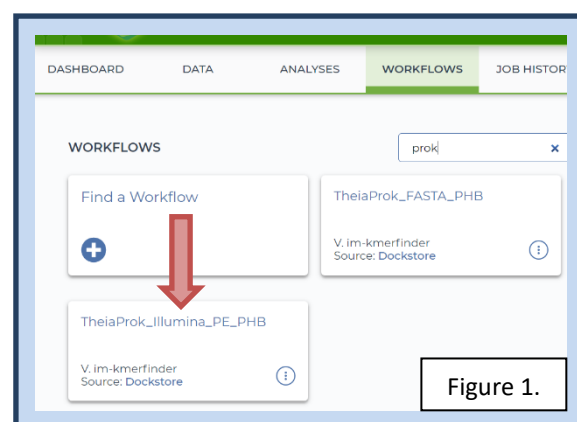 DASHBOARD DATA ANALYSES WORKFLOWS JOB HISTOR
WORKFLOWS
prok
x
Find a Workflow
TheiaProk_FASTA_PHB
V. im-kmerfinder
Source: Dockstore
TheiaProk_Illumina_PE_PHB
V. im-kmerfinder
Source: Dockstore
Figure 1.